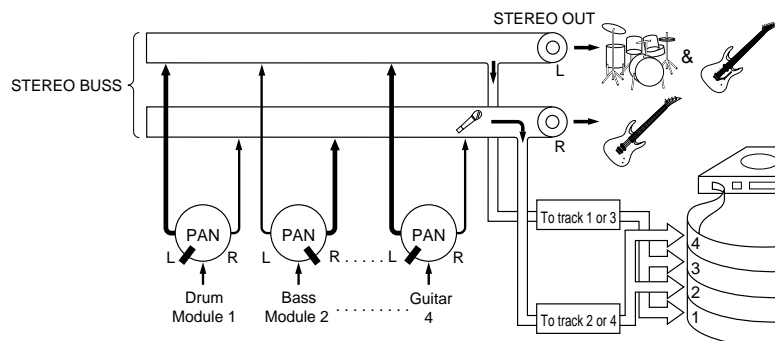 STEREO OUT
L
&
STEREO BUSS
R
PAN
L
R
PAN
L
R
. . . . .
PAN
L
R
Drum
Module 1
Bass
Module 2
. . . . . . . . .
Guitar
4
To track 1 or 3
To track 2 or 4
4
3
2
1